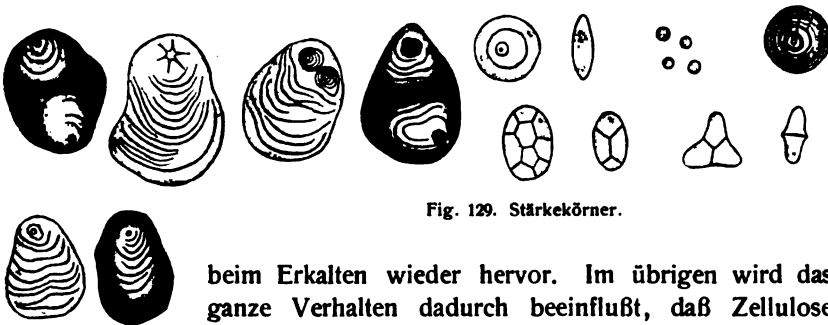 Fig. 129. Stärkekörner.
beim Erkalten wieder hervor. Im übrigen wird das
ganze Verhalten dadurch beeinflußt, daß Zellulose